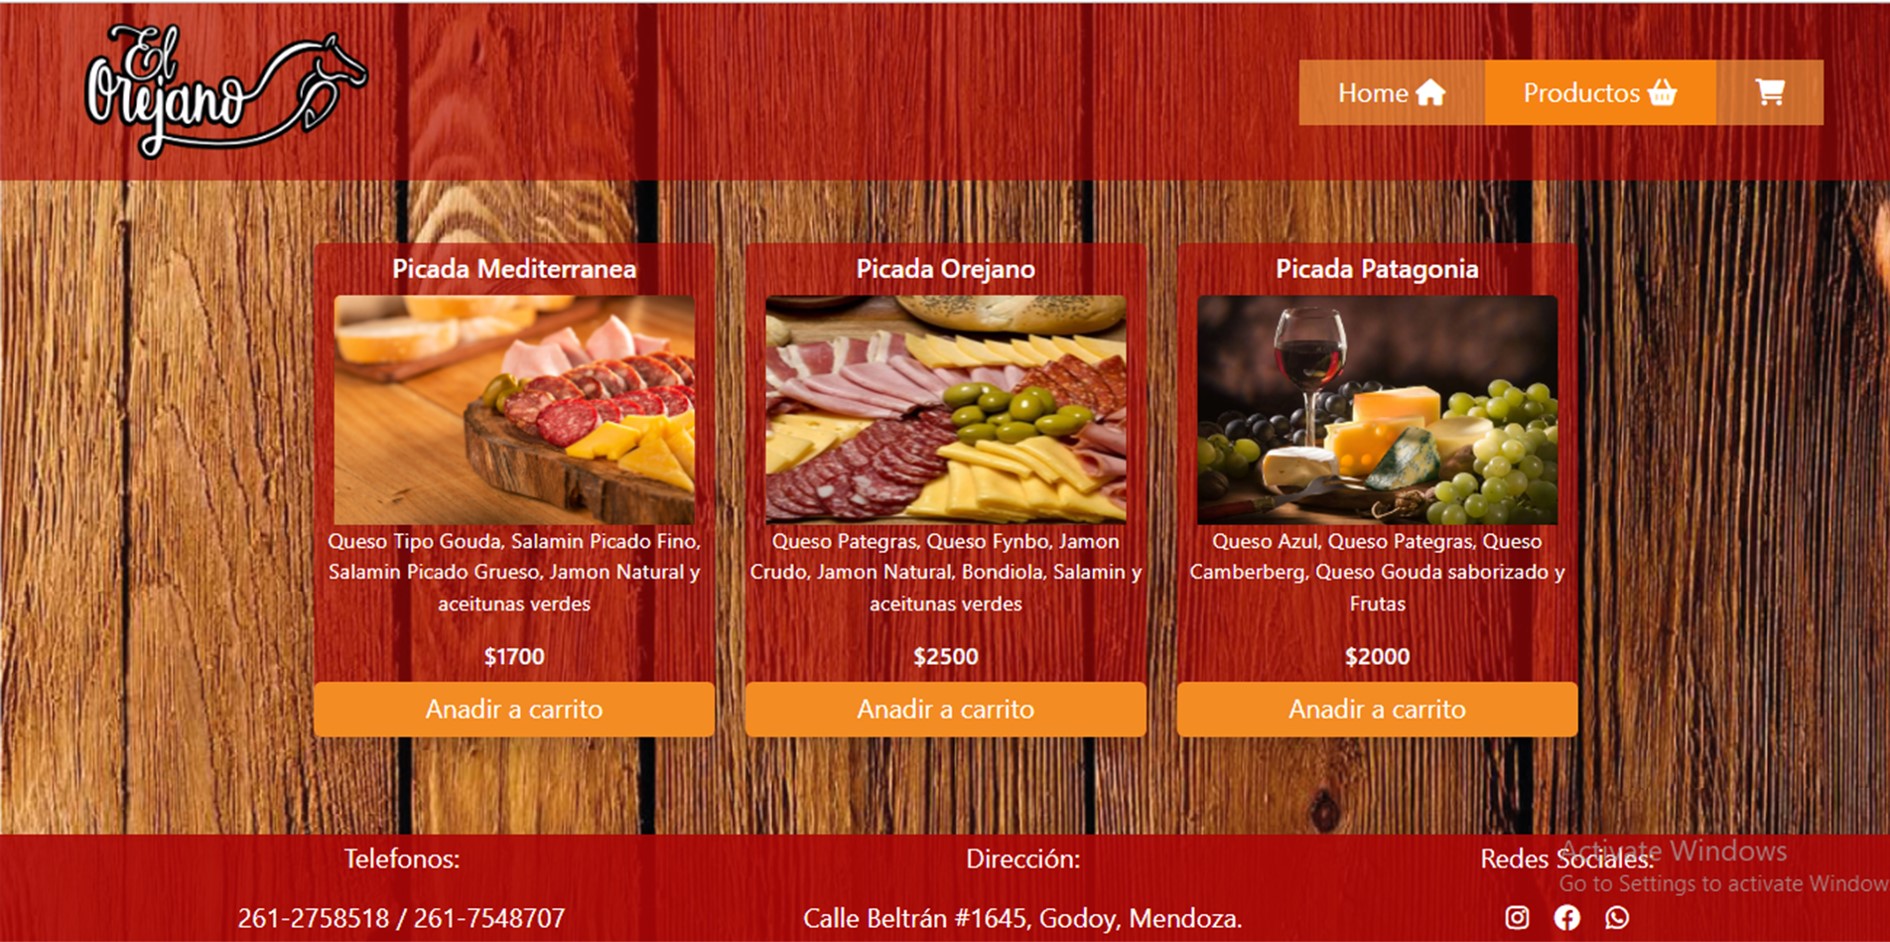 El
Orejano
Home
Productos
Picada Mediterranea
Queso Tipo Gouda, Salamin Picado Fino,
Salamin Picado Grueso, Jamon Natural y
aceitunas verdes
$1700
Anadir a carrito
Picada Orejano
Queso Pategras, Queso Fynbo, Jamon
Crudo, Jamon Natural, Bondiola, Salamin y
aceitunas verdes
$2500
Anadir a carrito
Picada Patagonia
Queso Azul, Queso Pategras, Queso
Camberberg, Queso Gouda saborizado y
Frutas
$2000
Anadir a carrito
Telefonos:
261-2758518 / 261-7548707
Dirección:
Calle Beltrán #1645, Godoy, Mendoza.
Redes Sociales:
Activate Windows
Go to Settings to activate Window